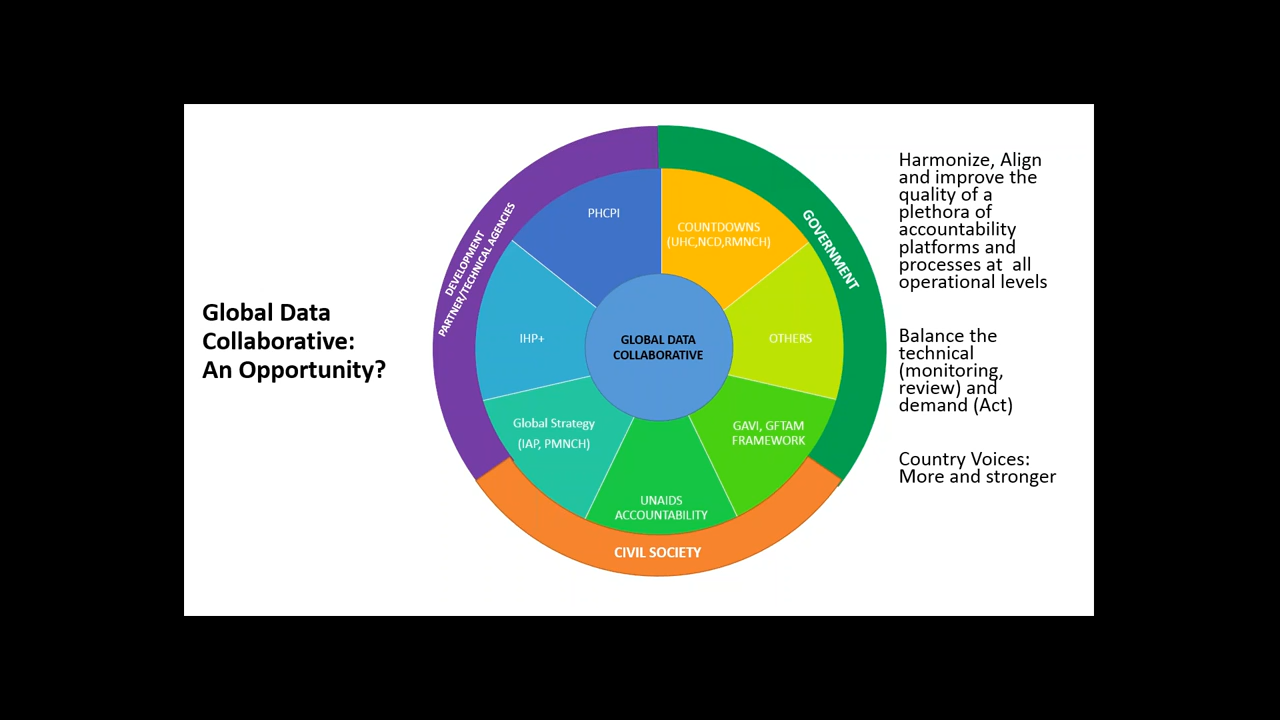 Global Data
Collaborative:
An Opportunity?
DEVELOPMENT
PARTNER/TECHNICAL AGENCIES
GOVERNMENT
CIVIL SOCIETY
PHCPI
COUNTDOWNS
(UHC,NCD,RMNCH)
IHP+
GLOBAL DATA
COLLABORATIVE
OTHERS
Global Strategy
(IAP, PMNCH)
GAVI, GFTAM
FRAMEWORK
UNAIDS
ACCOUNTABILITY
Harmonize, Align
and improve the
quality of a
plethora of
accountability
platforms and
processes at  all
operational levels
Balance the
technical
(monitoring,
review) and
demand (Act)
Country Voices:
More and stronger